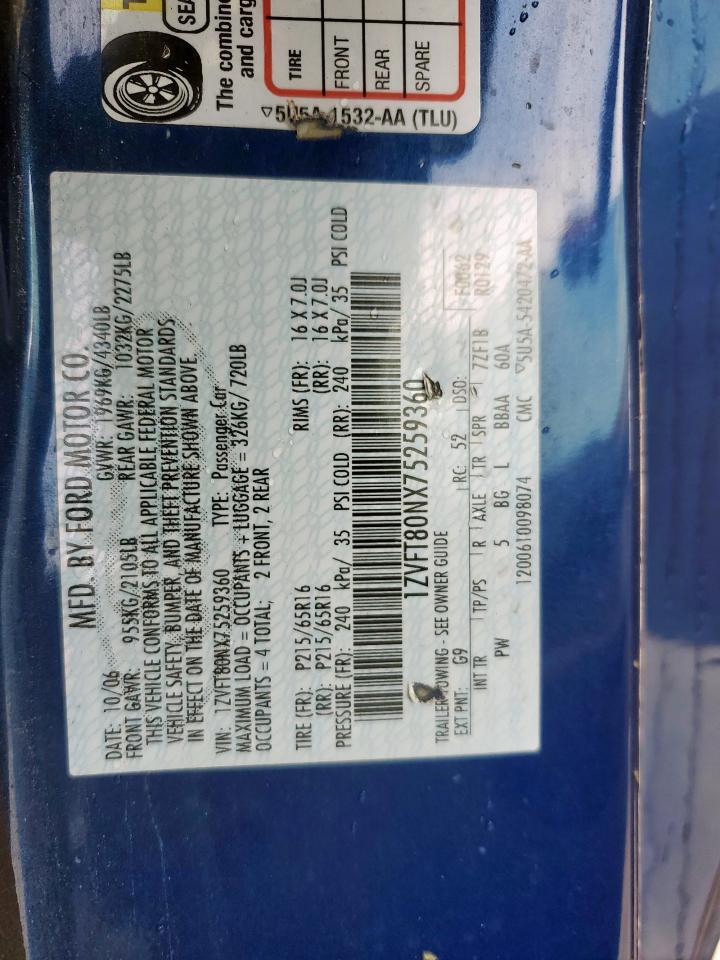 SEA
The combine
and carg
TIRE
FRONT
REAR
SPARE
5U5A-1532-AA (TLU)
MFD. BY FORD MOTOR CO.
DATE: 10/06 GVWR: 1969KG/4340LB
FRONT GAWR: 955KG/2105LB REAR GAWR: 1032KG/2275LB
THIS VEHICLE CONFORMS TO ALL APPLICABLE FEDERAL MOTOR
VEHICLE SAFETY, BUMPER, AND THEFT PREVENTION STANDARDS
IN EFFECT ON THE DATE OF MANUFACTURE SHOWN ABOVE
VIN: 1ZVFT80NX75259360 TYPE: Passenger Car
MAXIMUM LOAD = OCCUPANTS + LUGGAGE = 326KG/ 720LB
OCCUPANTS = 4 TOTAL; 2 FRONT, 2 REAR
TIRE (FR): P215/65R16 RIMS (FR): 16 X 7.0J
(RR): P215/65R16 (RR): 16 X 7.0J
PRESSURE (FR): 240 kPa/ 35 PSI COLD (RR): 240 kPa/ 35 PSI COLD
1ZVFT80NX75259360
TRAILER TOWING - SEE OWNER GUIDE
EXT PNT: G9 RC: 52 DSO: F0062
R0129
INT TR TP/PS R AXLE TR SPR 7ZF1B
PW 5 BG L BBAA 60A
1200610098074 CMC 5U5A-5420472-AA